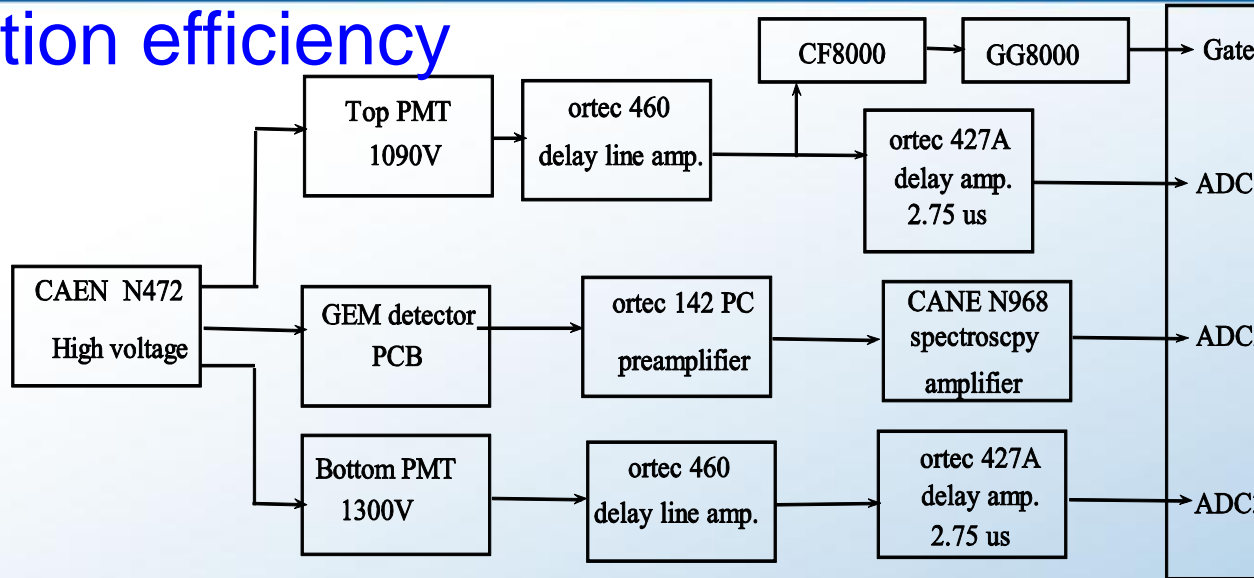 tion efficiency
CF8000
GG8000
Gate
Top PMT
1090V
ortec 460
delay line amp.
ortec 427A
delay amp.
2.75 us
ADC
CAEN N472
High voltage
GEM detector
PCB
ortec 142 PC
preamplifier
CANE N968
spectroscpy
amplifier
ADC
Bottom PMT
1300V
ortec 460
delay line amp.
ortec 427A
delay amp.
2.75 us
ADC